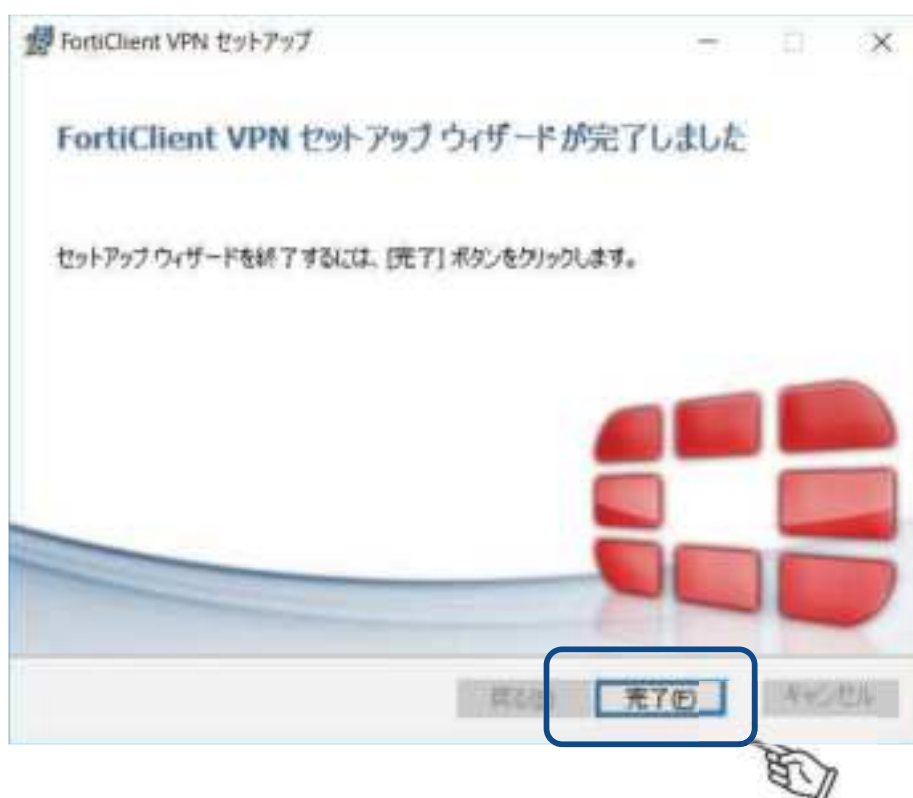 FortiClient VPN セットアップ
FortiClient VPN セットアップ ウィザードが完了しました
セットアップ ウィザードを終了するには、[完了] ボタンをクリックします。
戻る(B) 完了(F) キャンセル